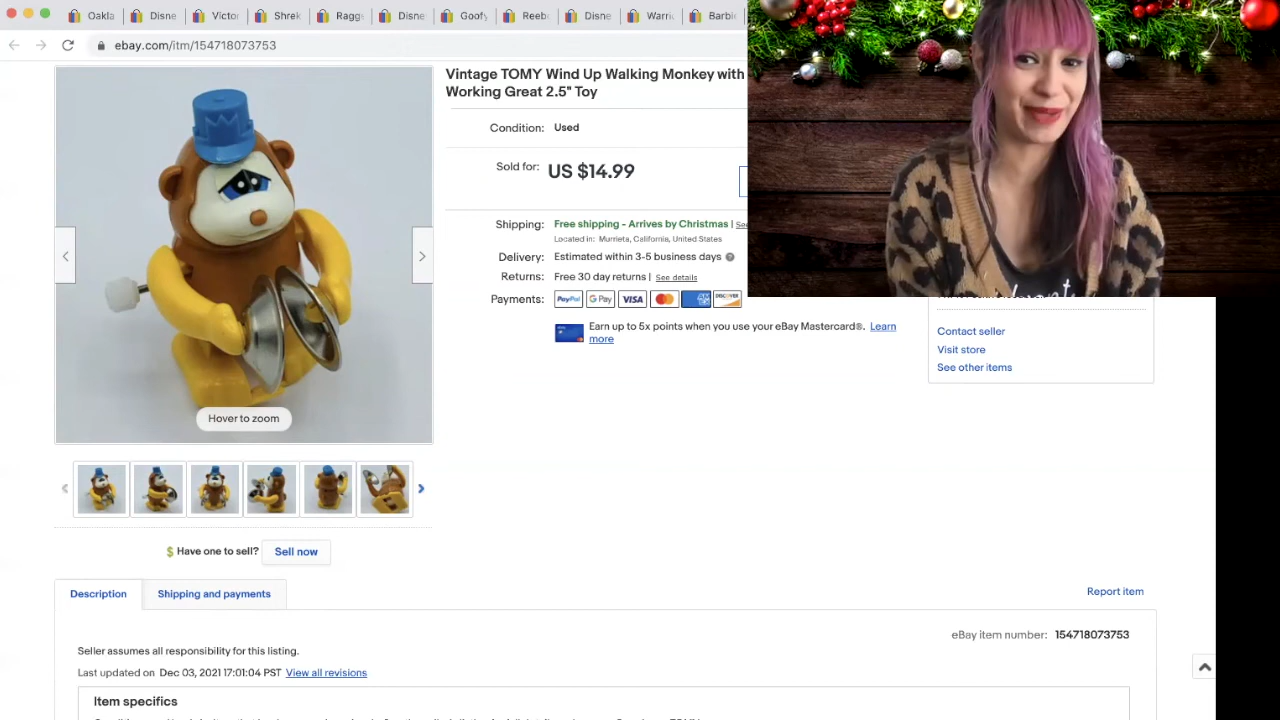 Oakla
Disne
Victor
Shrek
Ragg
Disne
Goofy
Reeb
Disne
Warri
Barbi
ebay.com/itm/154718073753
Vintage TOMY Wind Up Walking Monkey with
Working Great 2.5" Toy
Condition: Used
Sold for: US $14.99
Shipping: Free shipping - Arrives by Christmas | See
Located in: Murrieta, California, United States
Delivery: Estimated within 3-5 business days
Returns: Free 30 day returns | See details
Payments: PayPal G Pay VISA DISCOVER
Earn up to 5x points when you use your eBay Mastercard®. Learn
more
Contact seller
Visit store
See other items
Hover to zoom
$ Have one to sell? Sell now
Description Shipping and payments
Report item
eBay item number: 154718073753
Seller assumes all responsibility for this listing.
Last updated on Dec 03, 2021 17:01:04 PST View all revisions
Item specifics